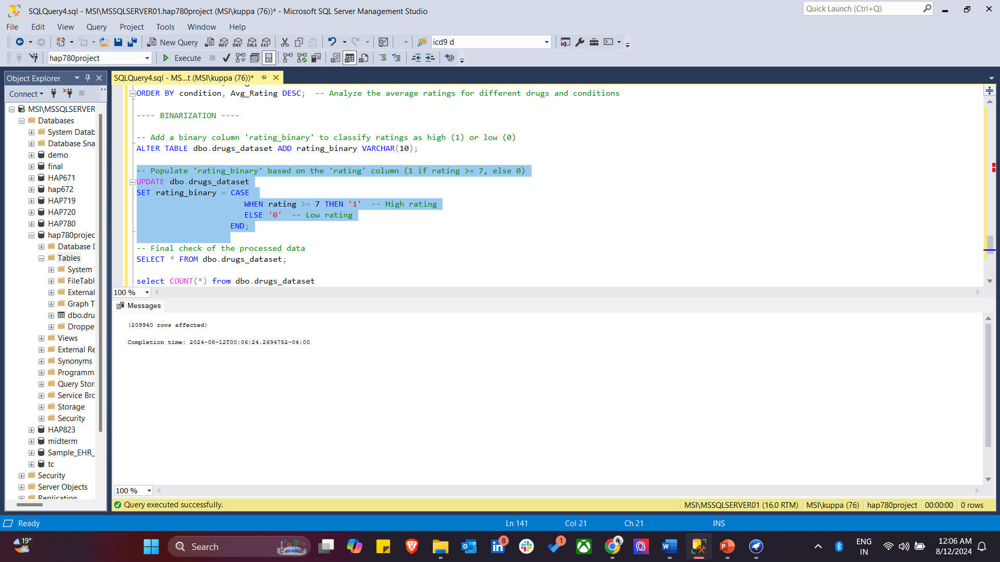 SQLQuery4.sql - MSI\MSSQLSERVER01.hap780project (MSI\kuppa (76))* - Microsoft SQL Server Management Studio
Quick Launch (Ctrl+Q)
File Edit View Query Project Tools Window Help
New Query
MDX DMX XMLA DAX
icd9 d
hap780project
Execute
Object Explorer
SQLQuery4.sql - MS...t (MSI\kuppa (76))*
Connect
MSI\MSSQLSERVER
Databases
System Datab
Database Sna
demo
final
HAP671
hap672
HAP719
HAP720
HAP780
hap780projec
Database D
Tables
System
FileTabl
External
Graph T
dbo.dru
Droppe
Views
External Re
Synonyms
Programm
Query Stor
Service Bro
Storage
Security
HAP823
midterm
Sample_EHR_
tc
Security
Server Objects
Replication
ORDER BY condition, Avg_Rating DESC;  -- Analyze the average ratings for different drugs and conditions
---- BINARIZATION ----
-- Add a binary column 'rating_binary' to classify ratings as high (1) or low (0)
ALTER TABLE dbo.drugs_dataset ADD rating_binary VARCHAR(10);
-- Populate 'rating_binary' based on the 'rating' column (1 if rating >= 7, else 0)
UPDATE dbo.drugs_dataset
SET rating_binary = CASE
WHEN rating >= 7 THEN '1'  -- High rating
ELSE '0'  -- Low rating
END;
-- Final check of the processed data
SELECT * FROM dbo.drugs_dataset;
select COUNT(*) from dbo.drugs_dataset
100 %
Messages
(209940 rows affected)
Completion time: 2024-08-12T00:06:24.2694752-04:00
100 %
Query executed successfully.
MSI\MSSQLSERVER01 (16.0 RTM) MSI\kuppa (76) hap780project 00:00:00 0 rows
Ready
Ln 141 Col 21 Ch 21 INS
19°
Search
8
1
ENG
IN
12:06 AM
8/12/2024